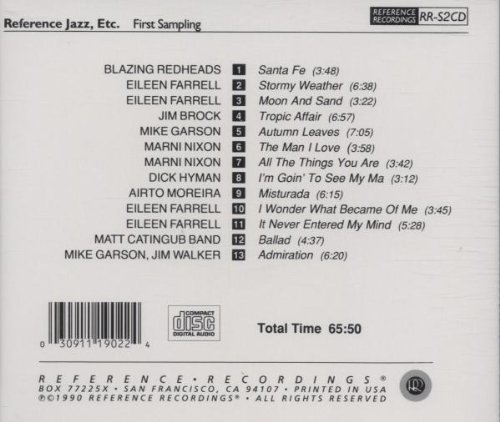 Reference Jazz, Etc. First Sampling
REFERENCE RECORDINGS® RR-S2CD
BLAZING REDHEADS 1 Santa Fe (3:48)
EILEEN FARRELL 2 Stormy Weather (6:38)
EILEEN FARRELL 3 Moon And Sand (3:22)
JIM BROCK 4 Tropic Affair (6:57)
MIKE GARSON 5 Autumn Leaves (7:05)
MARNI NIXON 6 The Man I Love (3:58)
MARNI NIXON 7 All The Things You Are (3:42)
DICK HYMAN 8 I'm Goin' To See My Ma (3:12)
AIRTO MOREIRA 9 Misturada (6:15)
EILEEN FARRELL 10 I Wonder What Became Of Me (3:45)
EILEEN FARRELL 11 It Never Entered My Mind (5:28)
MATT CATINGUB BAND 12 Ballad (4:37)
MIKE GARSON, JIM WALKER 13 Admiration (6:20)
0 30911 19022 4
COMPACT
disc
DIGITAL AUDIO
Total Time 65:50
REFERENCE • RECORDINGS®
BOX 77225X • SAN FRANCISCO, CA 94107 • PRINTED IN USA
℗©1990 REFERENCE RECORDINGS® • ALL RIGHTS RESERVED